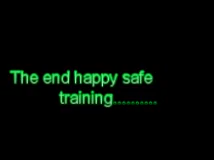 The end happy safe
training..........